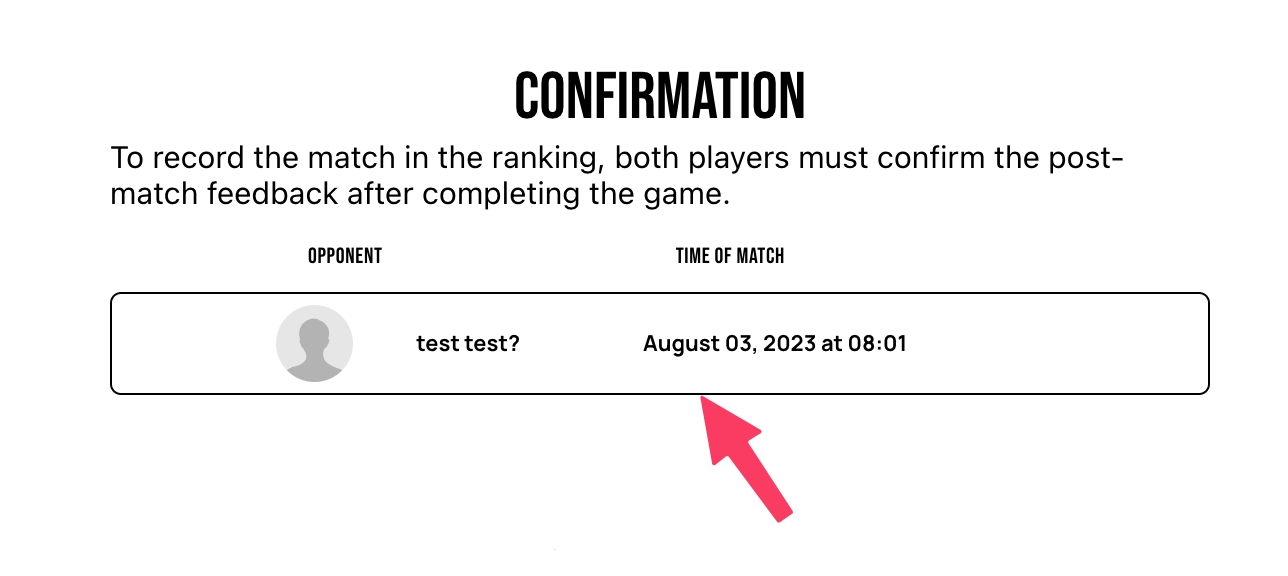 CONFIRMATION
To record the match in the ranking, both players must confirm the post-
match feedback after completing the game.
OPPONENT TIME OF MATCH
test test? August 03, 2023 at 08:01